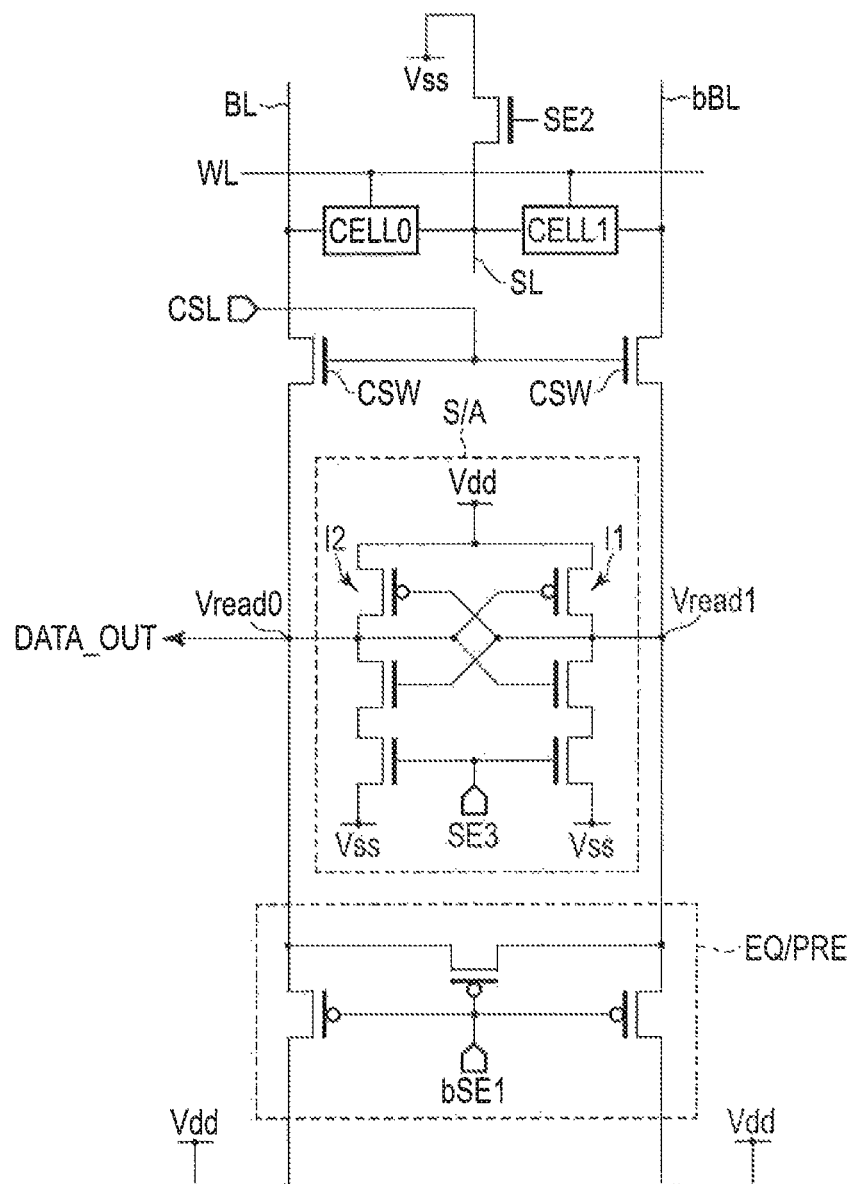 Vss
BL
bBL
SE2
WL
CELL0
CELL1
SL
CSL
CSW
CSW
S/A
Vdd
I2
I1
Vread0
Vread1
DATA_OUT
SE3
Vss
Vss
EQ/PRE
bSE1
Vdd
Vdd